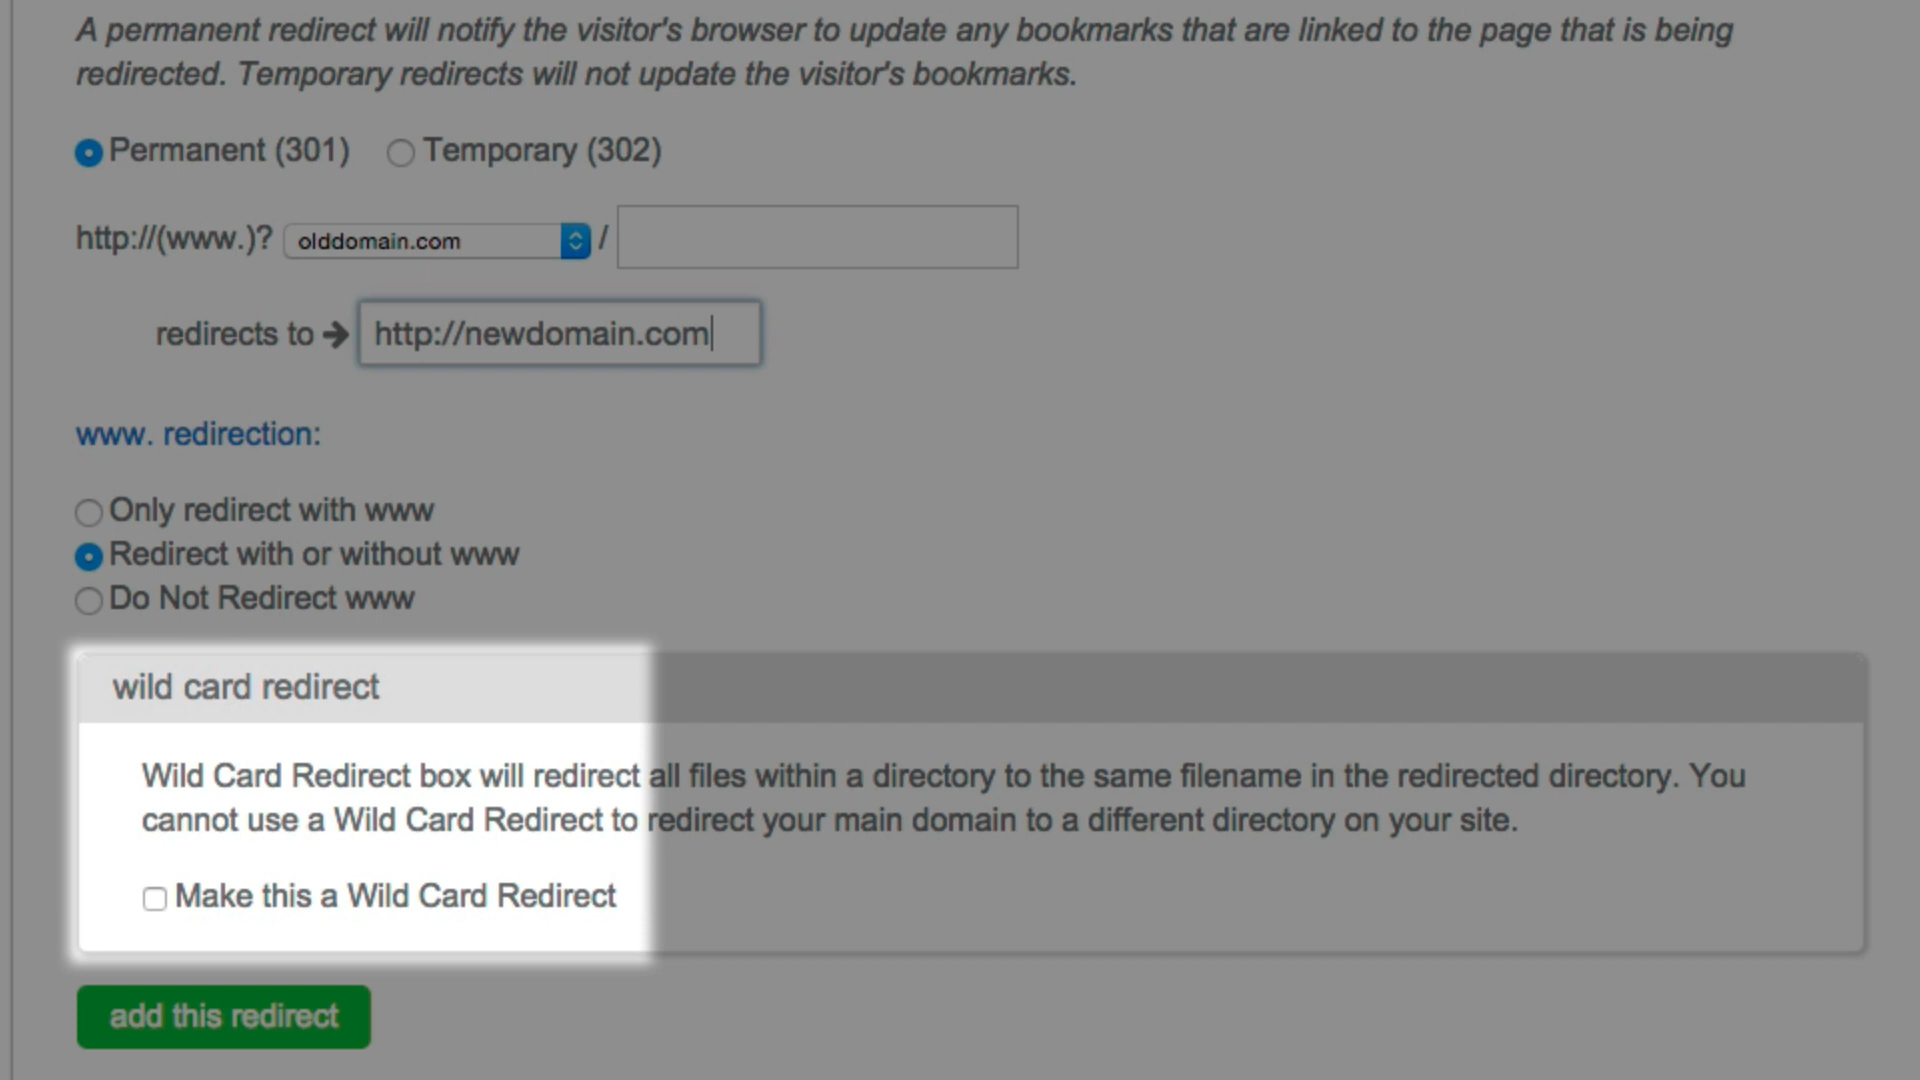 A permanent redirect will notify the visitor's browser to update any bookmarks that are linked to the page that is being
redirected. Temporary redirects will not update the visitor's bookmarks.
Permanent (301) Temporary (302)
http://(www.)? olddomain.com /
redirects to → http://newdomain.com
www. redirection:
Only redirect with www
Redirect with or without www
Do Not Redirect www
wild card redirect
Wild Card Redirect box will redirect all files within a directory to the same filename in the redirected directory. You
cannot use a Wild Card Redirect to redirect your main domain to a different directory on your site.
Make this a Wild Card Redirect
add this redirect